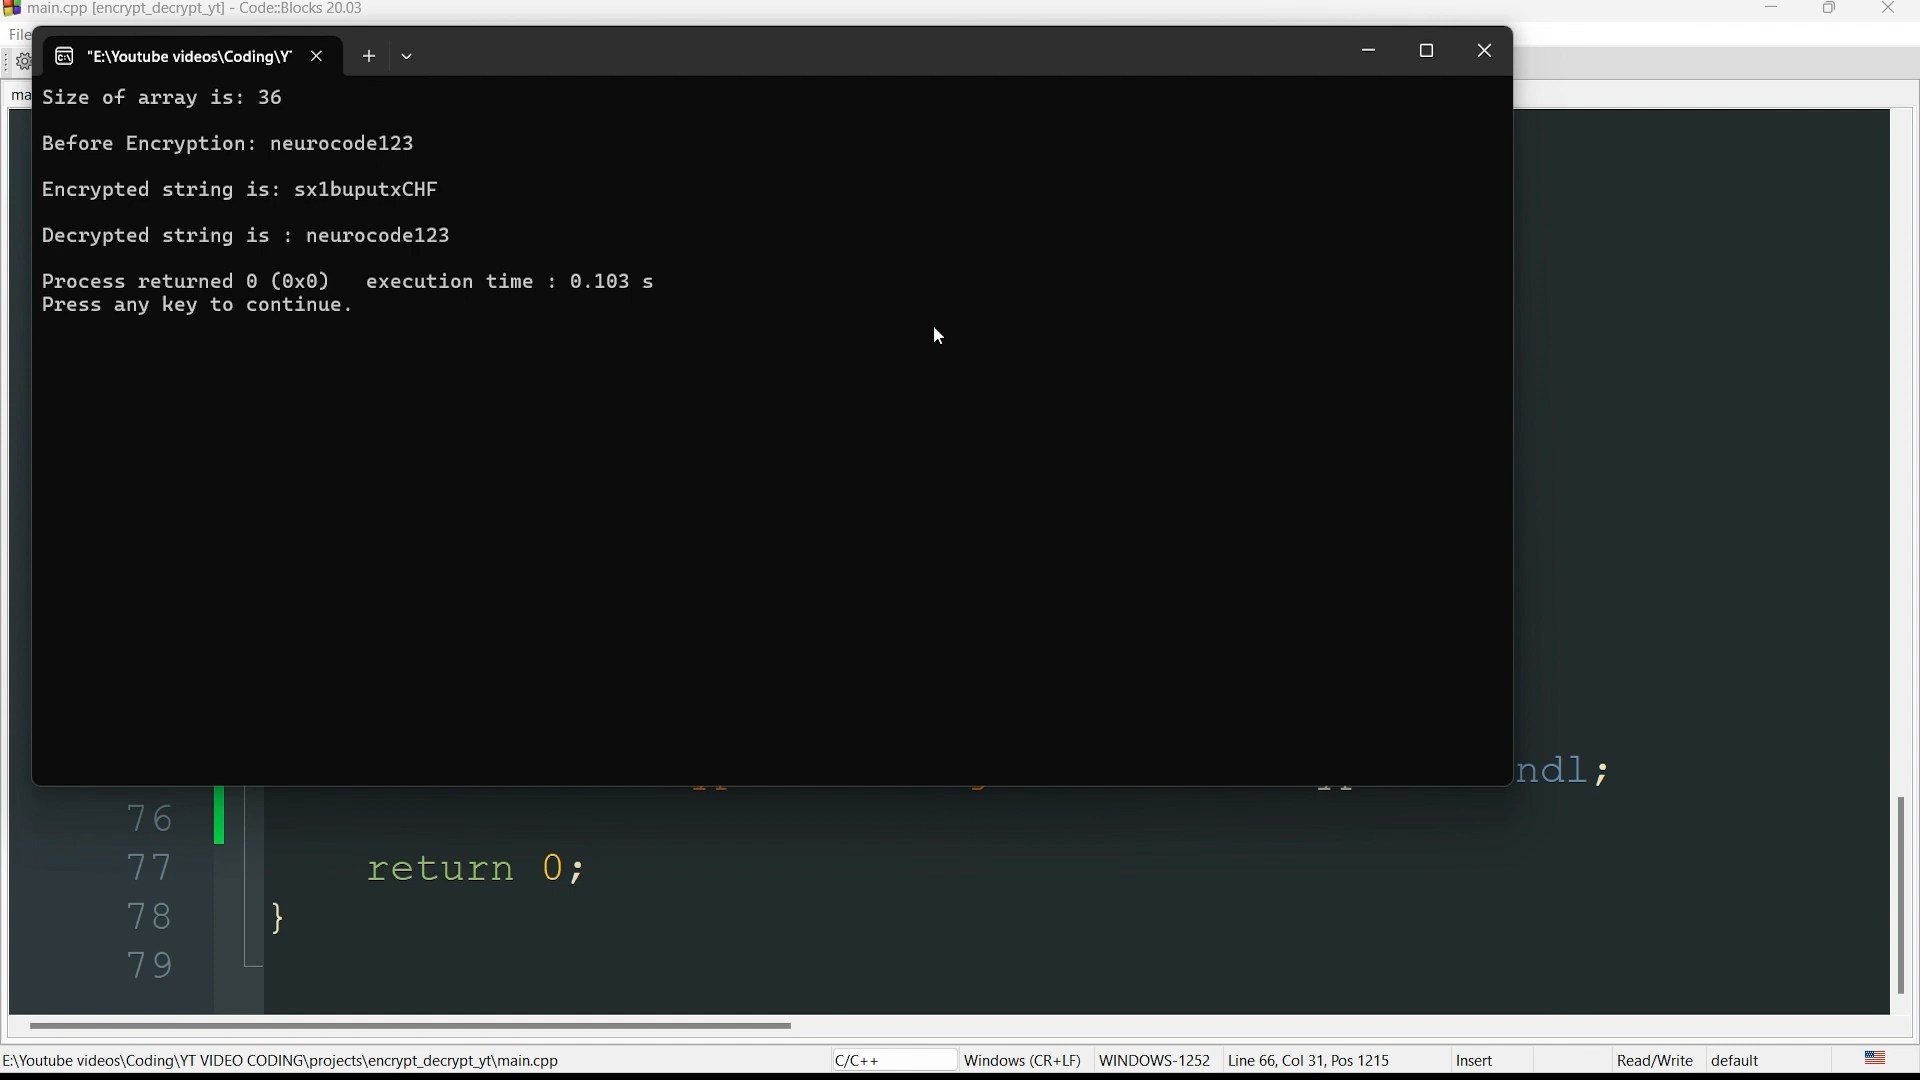 main.cpp [encrypt_decrypt_yt] - Code::Blocks 20.03
File
"E:\Youtube videos\Coding\Y
ma
Size of array is: 36
Before Encryption: neurocode123
Encrypted string is: sx1buputxCHF
Decrypted string is : neurocode123
Process returned 0 (0x0)   execution time : 0.103 s
Press any key to continue.
ndl;
76
77 return 0;
78 }
79
E:\Youtube videos\Coding\YT VIDEO CODING\projects\encrypt_decrypt_yt\main.cpp C/C++ Windows (CR+LF) WINDOWS-1252 Line 66, Col 31, Pos 1215 Insert Read/Write default